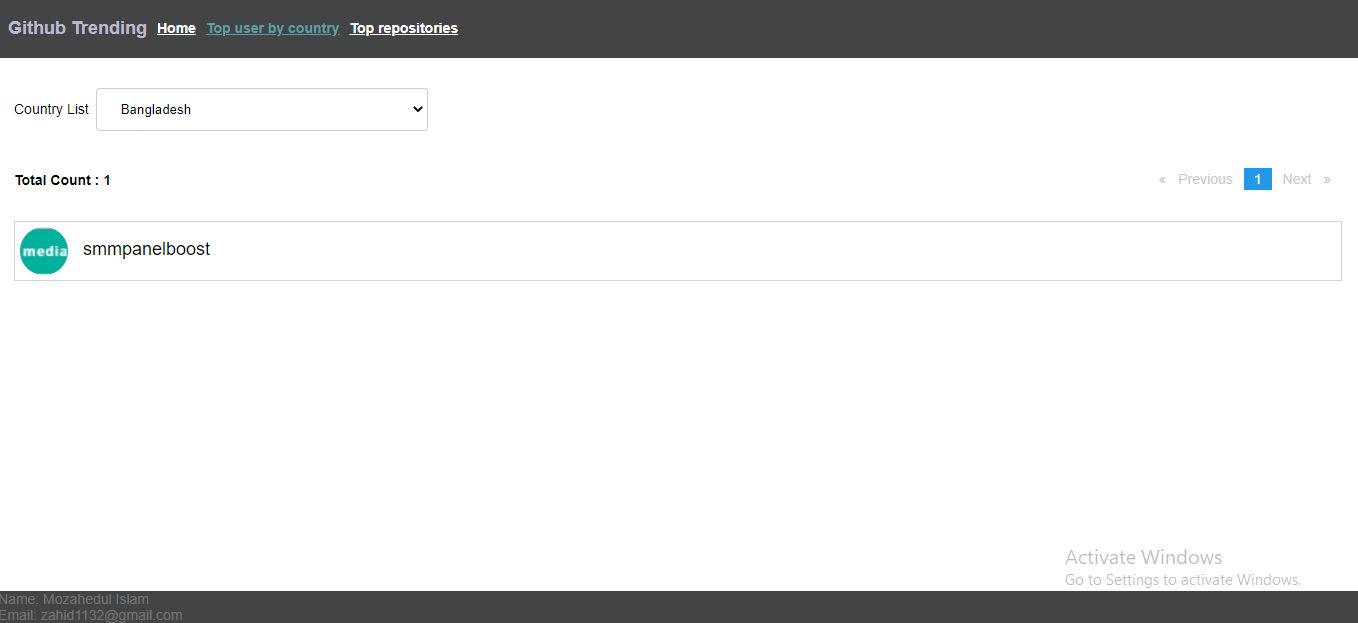 Github Trending Home Top user by country Top repositories
Country List Bangladesh
Total Count : 1 « Previous 1 Next »
media smmpanelboost
Activate Windows
Go to Settings to activate Windows.
Name: Mozahedul Islam
Email: zahid1132@gmail.com